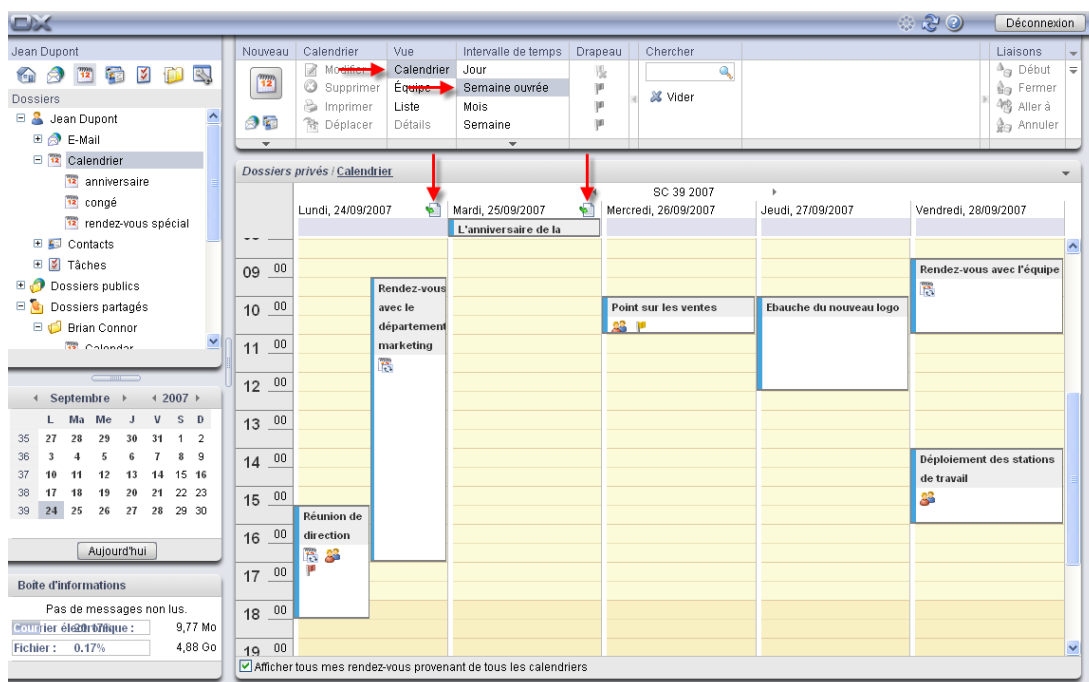 OX
Déconnexion
Jean Dupont
Dossiers
Jean Dupont
E-Mail
Calendrier
anniversaire
congé
rendez-vous spécial
Contacts
Tâches
Dossiers publics
Dossiers partagés
Brian Connor
Calendar
Septembre 2007
L Ma Me J V S D
35 27 28 29 30 31 1 2
36 3 4 5 6 7 8 9
37 10 11 12 13 14 15 16
38 17 18 19 20 21 22 23
39 24 25 26 27 28 29 30
Aujourd'hui
Boîte d'informations
Pas de messages non lus.
Courrier électronique : 20.17% 9,77 Mo
Fichier : 0.17% 4,88 Go
Nouveau Calendrier Vue Intervalle de temps Drapeau Chercher Liaisons
Modifier Calendrier Jour Début
Supprimer Équipe Semaine ouvrée Vider Fermer
Imprimer Liste Mois Aller à
Déplacer Détails Semaine Annuler
Dossiers privés / Calendrier
SC 39 2007
Lundi, 24/09/2007 Mardi, 25/09/2007 Mercredi, 26/09/2007 Jeudi, 27/09/2007 Vendredi, 28/09/2007
L'anniversaire de la
09 00
10 00
11 00
12 00
13 00
14 00
15 00
16 00
17 00
18 00
19 00
Réunion de
direction
Rendez-vous
avec le
département
marketing
Point sur les ventes
Ebauche du nouveau logo
Rendez-vous avec l'équipe
Déploiement des stations
de travail
Afficher tous mes rendez-vous provenant de tous les calendriers